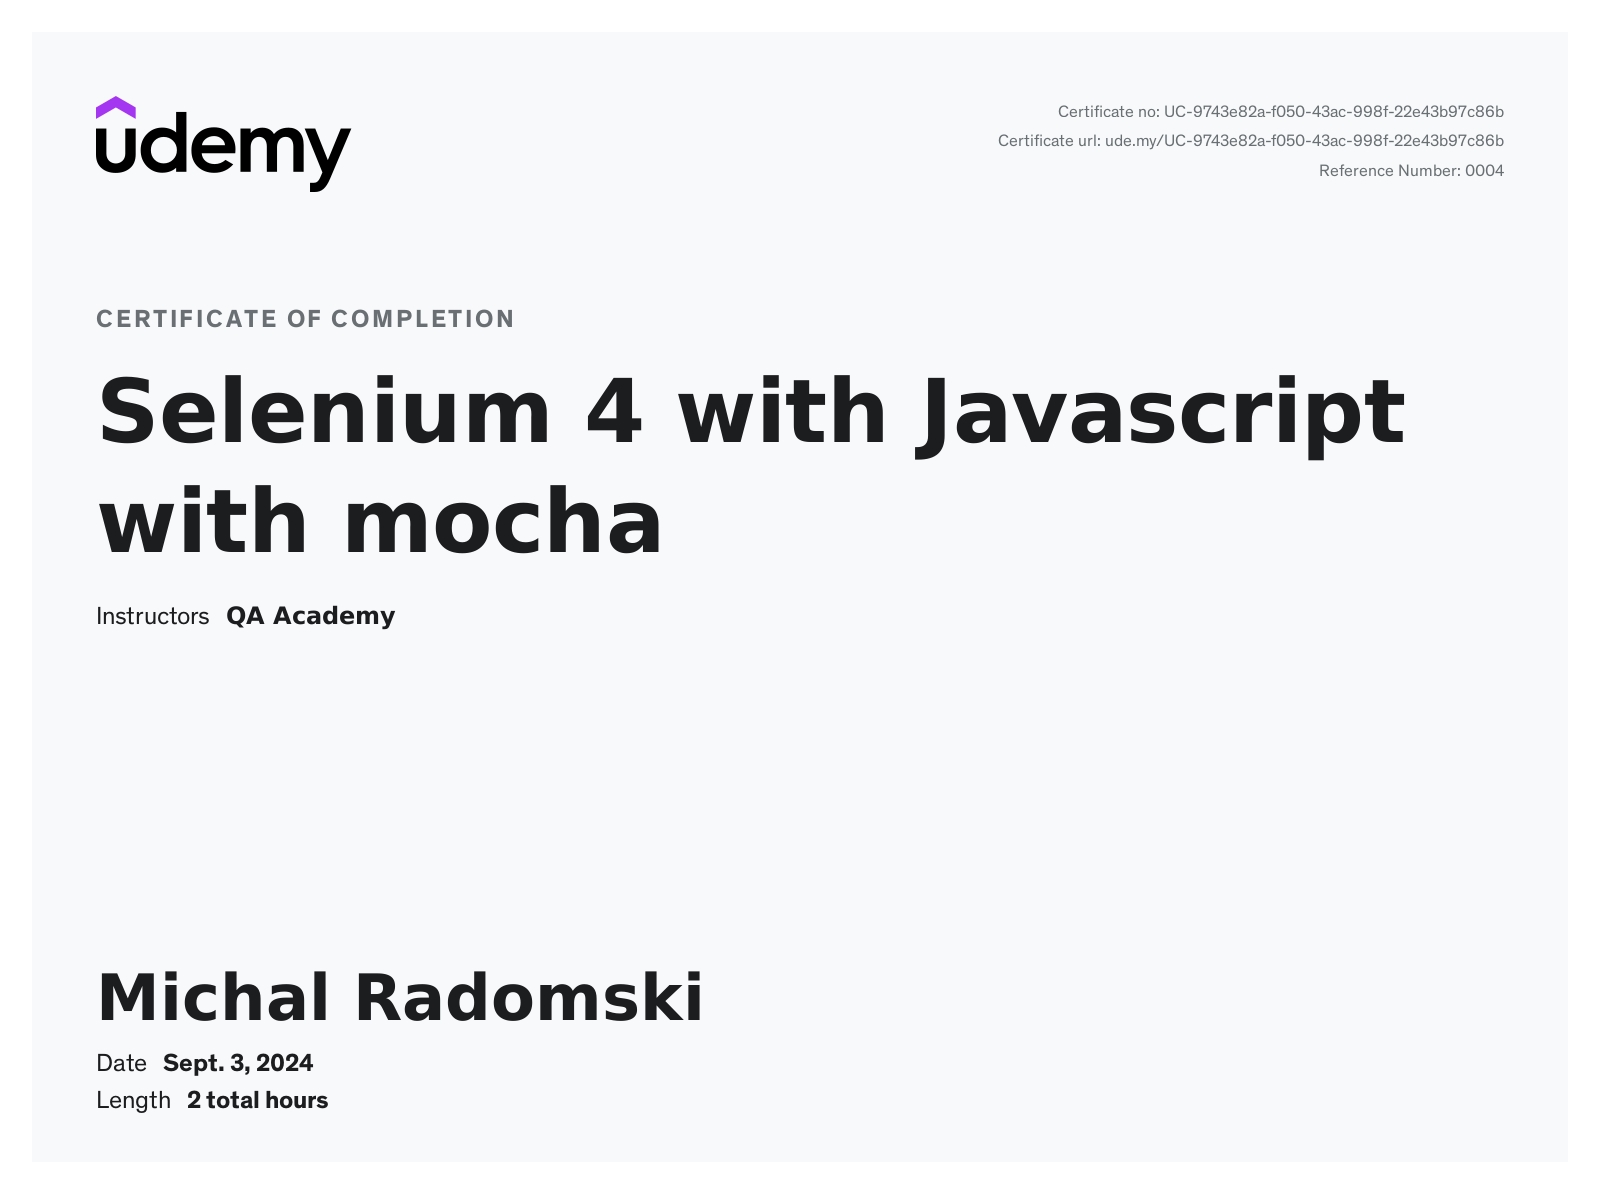 udemy
Certificate no: UC-9743e82a-f050-43ac-998f-22e43b97c86b
Certificate url: ude.my/UC-9743e82a-f050-43ac-998f-22e43b97c86b
Reference Number: 0004
CERTIFICATE OF COMPLETION
Selenium 4 with Javascript
with mocha
Instructors QA Academy
Michal Radomski
Date Sept. 3, 2024
Length 2 total hours